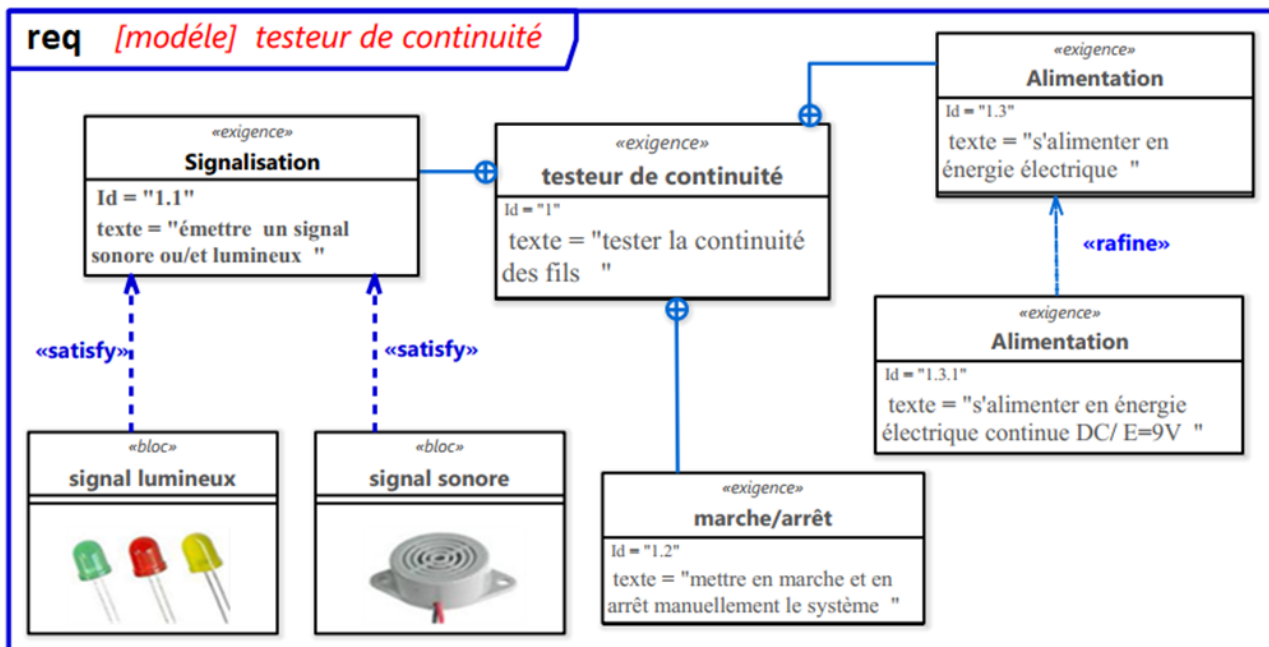 req [modéle] testeur de continuité
«exigence»
Signalisation
Id = "1.1"
texte = "émettre un signal
sonore ou/et lumineux "
«exigence»
testeur de continuité
Id = "1"
texte = "tester la continuité
des fils "
«exigence»
Alimentation
Id = "1.3"
texte = "s'alimenter en
énergie électrique "
«rafine»
«exigence»
Alimentation
Id = "1.3.1"
texte = "s'alimenter en énergie
électrique continue DC/ E=9V "
«satisfy»
«satisfy»
«bloc»
signal lumineux
«bloc»
signal sonore
«exigence»
marche/arrêt
Id = "1.2"
texte = "mettre en marche et en
arrêt manuellement le système "